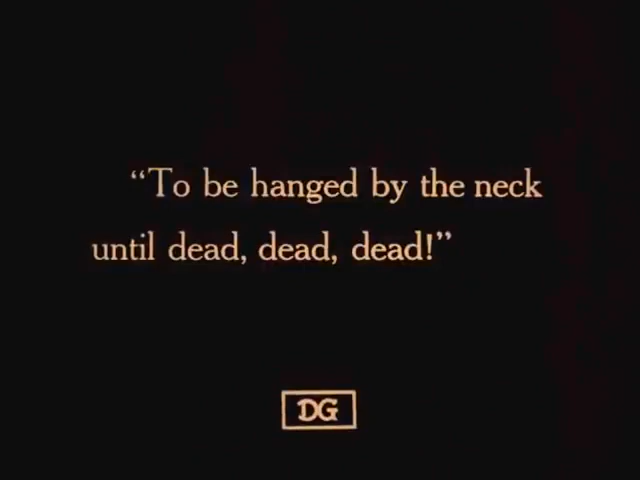 “To be hanged by the neck
until dead, dead, dead!”
DG